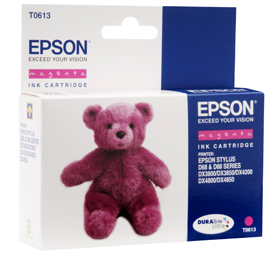 T0613
EPSON
EXCEED YOUR VISION
magenta
INK CARTRIDGE
EPSON
EXCEED YOUR VISION
magenta
INK CARTRIDGE
PRINTER:
EPSON STYLUS
D68 & D88 SERIES
DX3800/DX3850/DX4200
DX4800/DX4850
DURABrite
Ultra
T0613